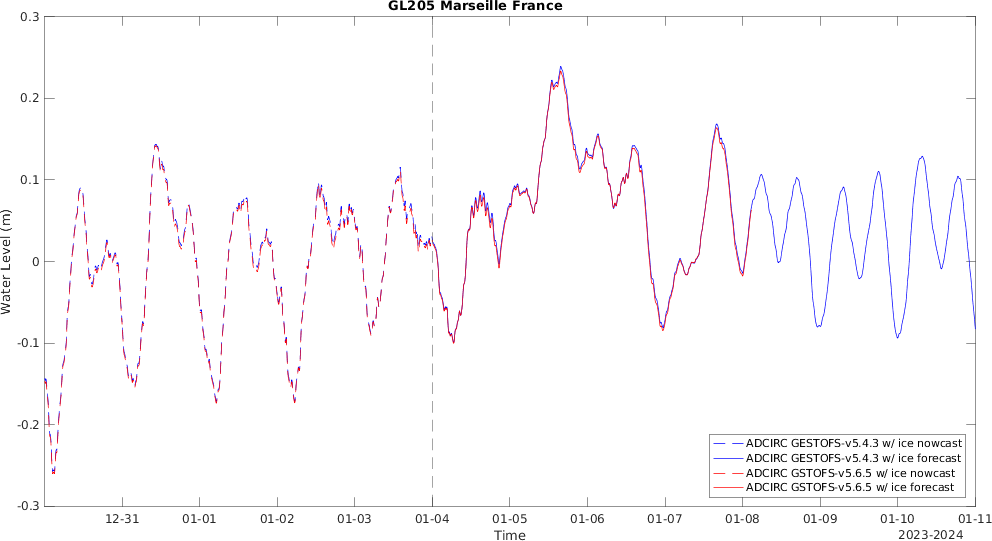 GL205 Marseille France
0.3
0.2
0.1
0
-0.1
-0.2
-0.3
Water Level (m)
ADCIRC GESTOFS-v5.4.3 w/ ice nowcast
ADCIRC GESTOFS-v5.4.3 w/ ice forecast
ADCIRC GSTOFS-v5.6.5 w/ ice nowcast
ADCIRC GSTOFS-v5.6.5 w/ ice forecast
12-31 01-01 01-02 01-03 01-04 01-05 01-06 01-07 01-08 01-09 01-10 01-11
Time
2023-2024